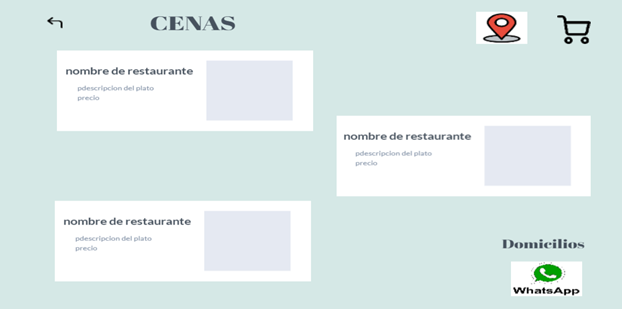 CENAS
nombre de restaurante
pdescripcion del plato
precio
nombre de restaurante
pdescripcion del plato
precio
nombre de restaurante
pdescripcion del plato
precio
Domicilios
WhatsApp